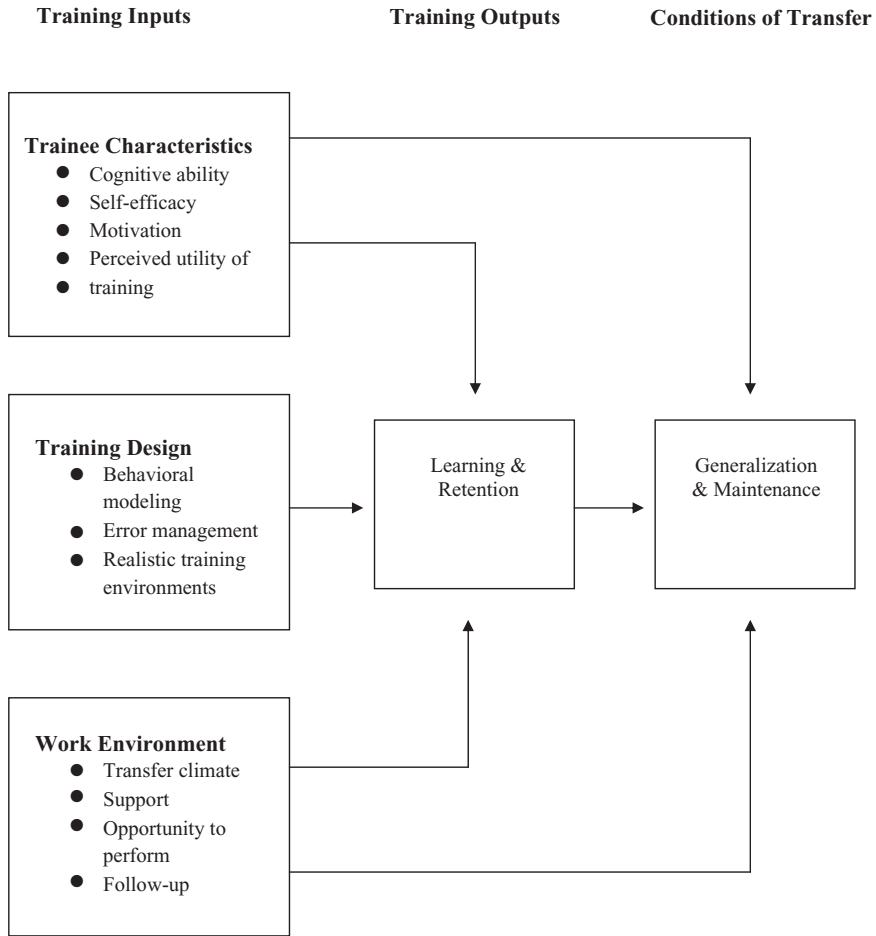 Training Inputs
Training Outputs
Conditions of Transfer
Trainee Characteristics
● Cognitive ability
● Self-efficacy
● Motivation
● Perceived utility of
● training
Training Design
● Behavioral
modeling
● Error management
● Realistic training
environments
Learning &
Retention
Generalization
& Maintenance
Work Environment
● Transfer climate
● Support
● Opportunity to
perform
● Follow-up